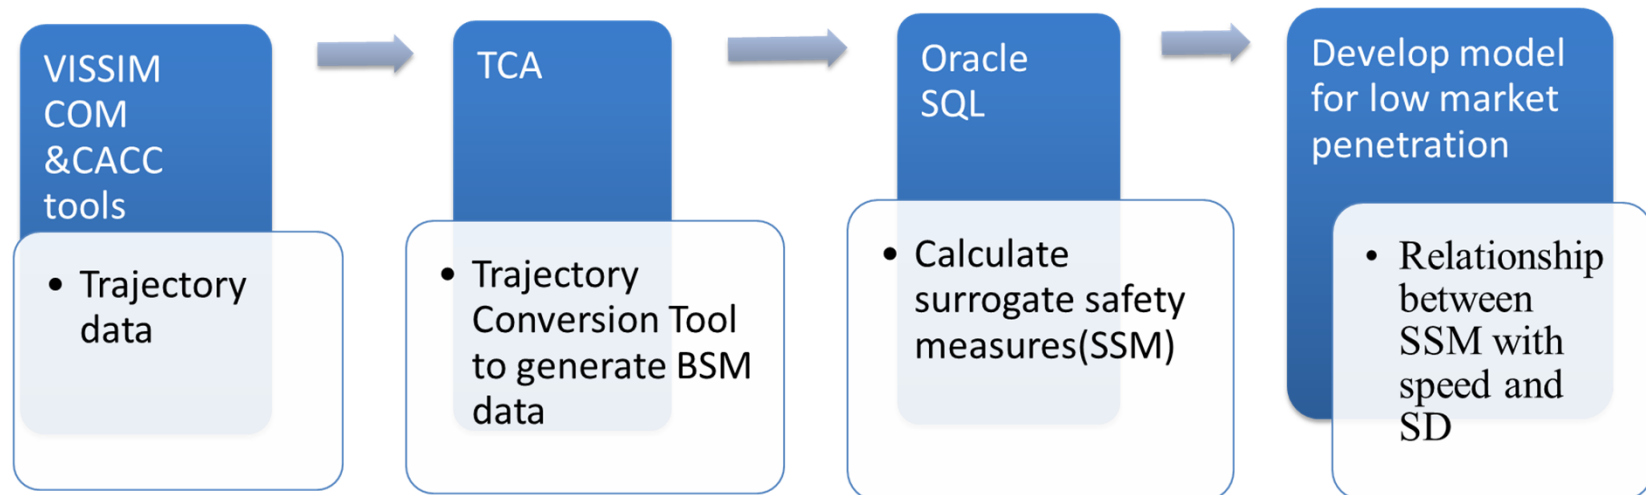 VISSIM
COM
&CACC
tools
• Trajectory
data
TCA
• Trajectory
Conversion Tool
to generate BSM
data
Oracle
SQL
• Calculate
surrogate safety
measures(SSM)
Develop model
for low market
penetration
• Relationship
between
SSM with
speed and
SD